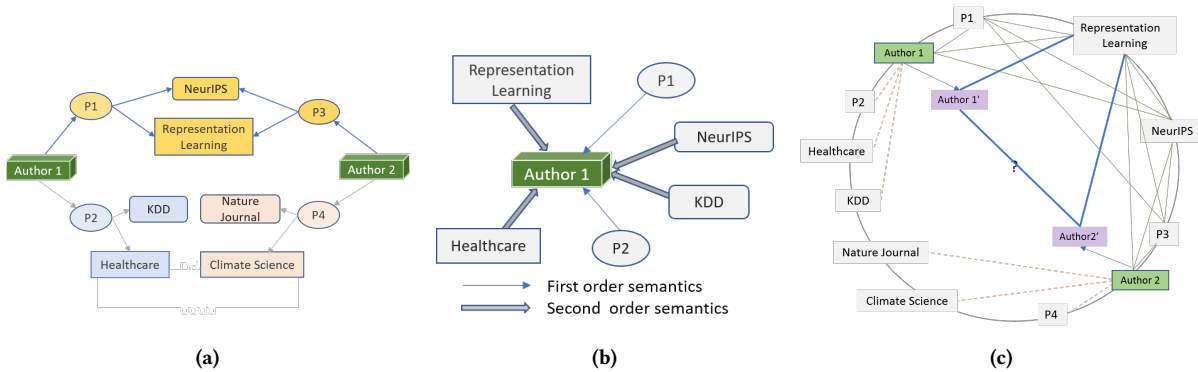 NeurIPS
P1
P3
Representation
Learning
Author 1
Author 2
P2
KDD
Nature
Journal
P4
Healthcare
Climate Science
(a)
Representation
Learning
P1
NeurIPS
Author 1
KDD
Healthcare
P2
First order semantics
Second order semantics
(b)
P1
Representation
Learning
Author 1
Author 1'
P2
NeurIPS
Healthcare
?
KDD
Author2'
P3
Nature Journal
Author 2
Climate Science
P4
(c)